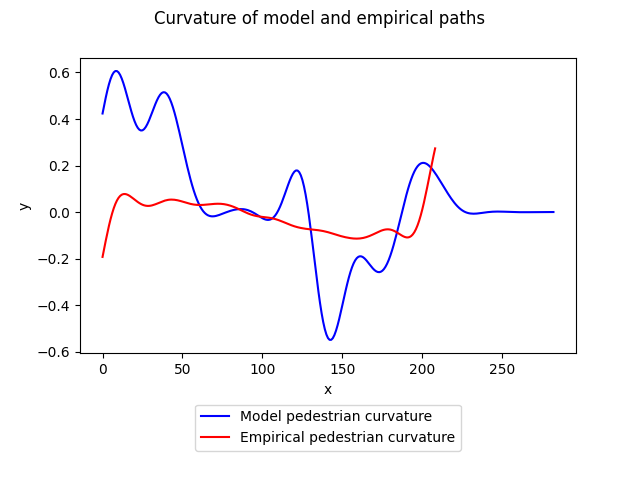 Curvature of model and empirical paths
0.6
0.4
0.2
0.0
−0.2
−0.4
−0.6
y
0 50 100 150 200 250
x
Model pedestrian curvature
Empirical pedestrian curvature